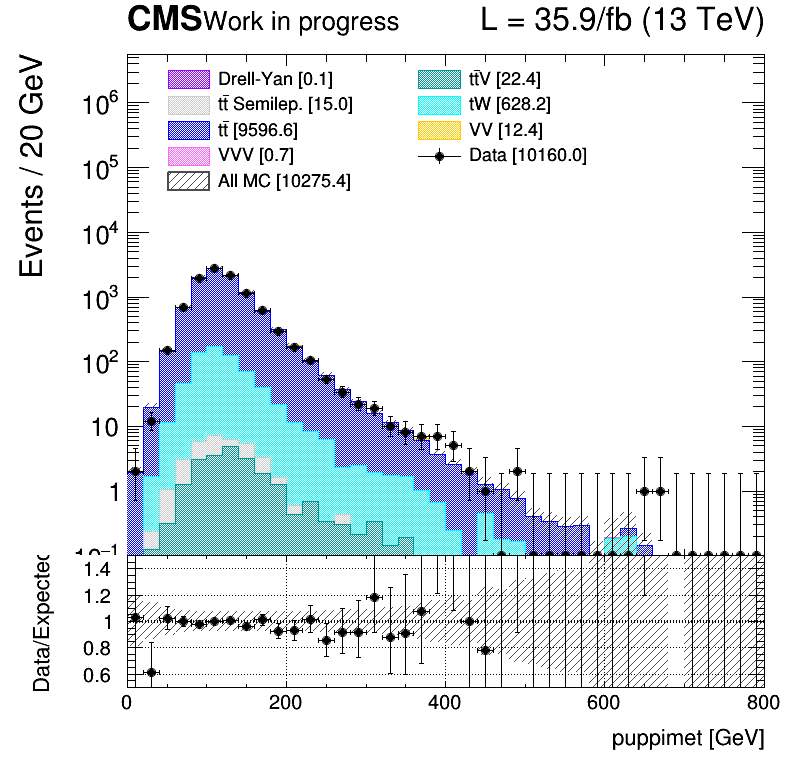 CMS Work in progress L = 35.9/fb (13 TeV)
Events / 20 GeV
Drell-Yan [0.1]
tt̄ Semilep. [15.0]
tt̄ [9596.6]
VVV [0.7]
All MC [10275.4]
tt̄V [22.4]
tW [628.2]
VV [12.4]
Data [10160.0]
10⁶
10⁵
10⁴
10³
10²
10
1
10⁻¹
Data/Expected
1.4
1.2
1
0.8
0.6
0 200 400 600 800
puppimet [GeV]